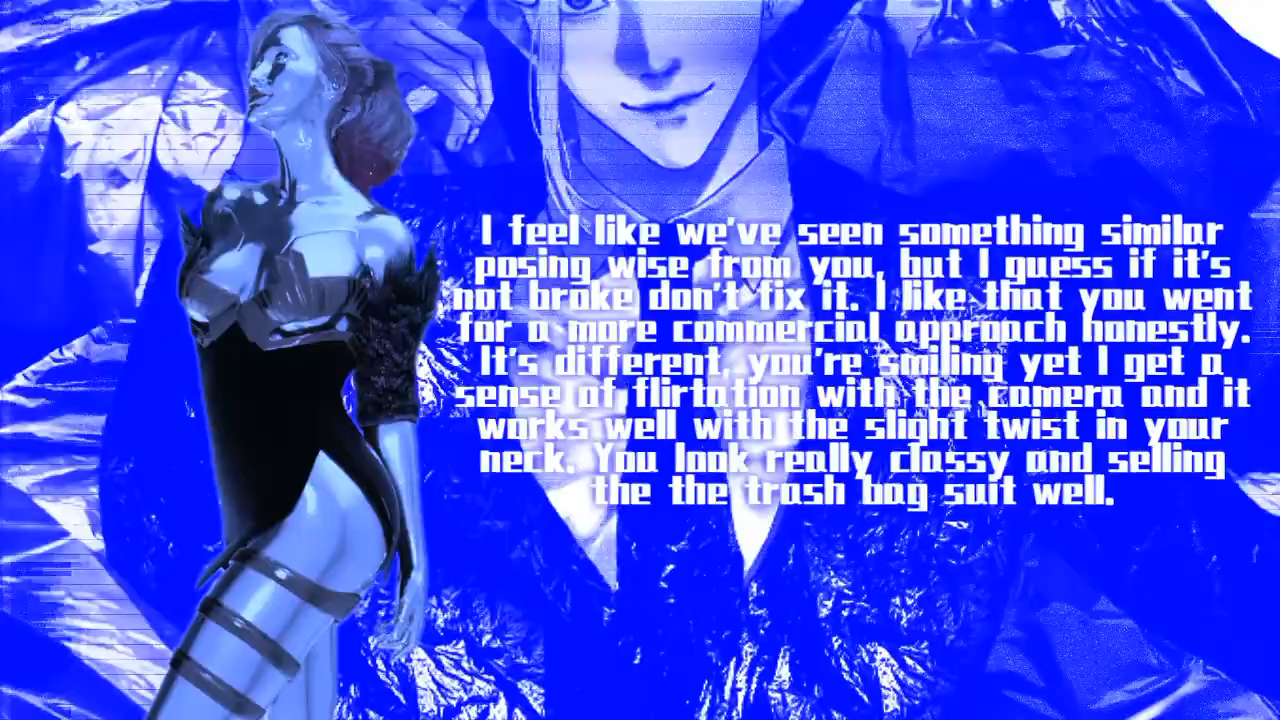 I feel like we've seen something similar
posing wise from you, but I guess if it's
not broke don't fix it. I like that you went
for a more commercial approach honestly.
It's different, you're smiling yet I get a
sense of flirtation with the camera and it
works well with the slight twist in your
neck. You look really classy and selling
the the trash bag suit well.